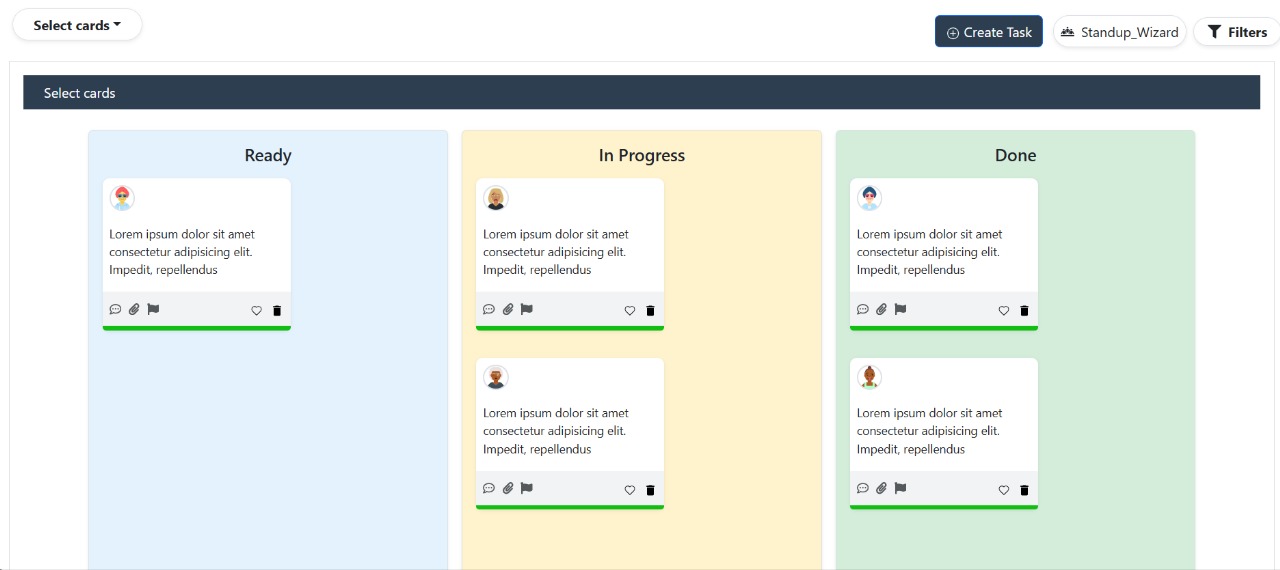 Select cards
Create Task
Standup_Wizard
Filters
Select cards
Ready
In Progress
Done
Lorem ipsum dolor sit amet
consectetur adipisicing elit.
Impedit, repellendus
Lorem ipsum dolor sit amet
consectetur adipisicing elit.
Impedit, repellendus
Lorem ipsum dolor sit amet
consectetur adipisicing elit.
Impedit, repellendus
Lorem ipsum dolor sit amet
consectetur adipisicing elit.
Impedit, repellendus
Lorem ipsum dolor sit amet
consectetur adipisicing elit.
Impedit, repellendus